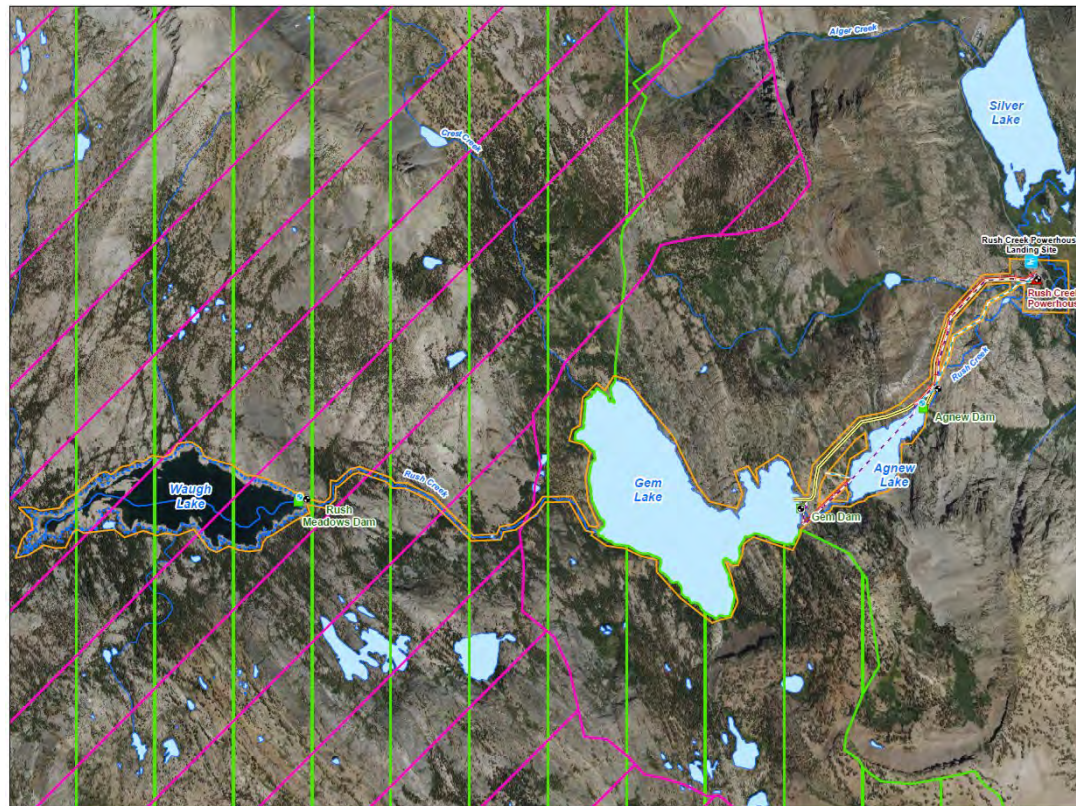 Alger Creek
Silver
Lake
Crest Creek
Rush Creek Powerhouse
Landing Site
Rush Creek
Powerhouse
Rush Creek
Agnew Dam
Agnew
Lake
Waugh
Lake
Rush Creek
Gem
Lake
Rush
Meadows Dam
Gem Dam